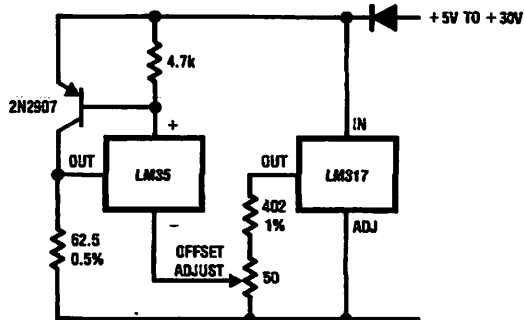 + 5V TO + 30V
4.7k
2N2907
+
IN
OUT
LM35
OUT
LM317
−
402
1%
ADJ
62.5
0.5%
OFFSET
ADJUST
50